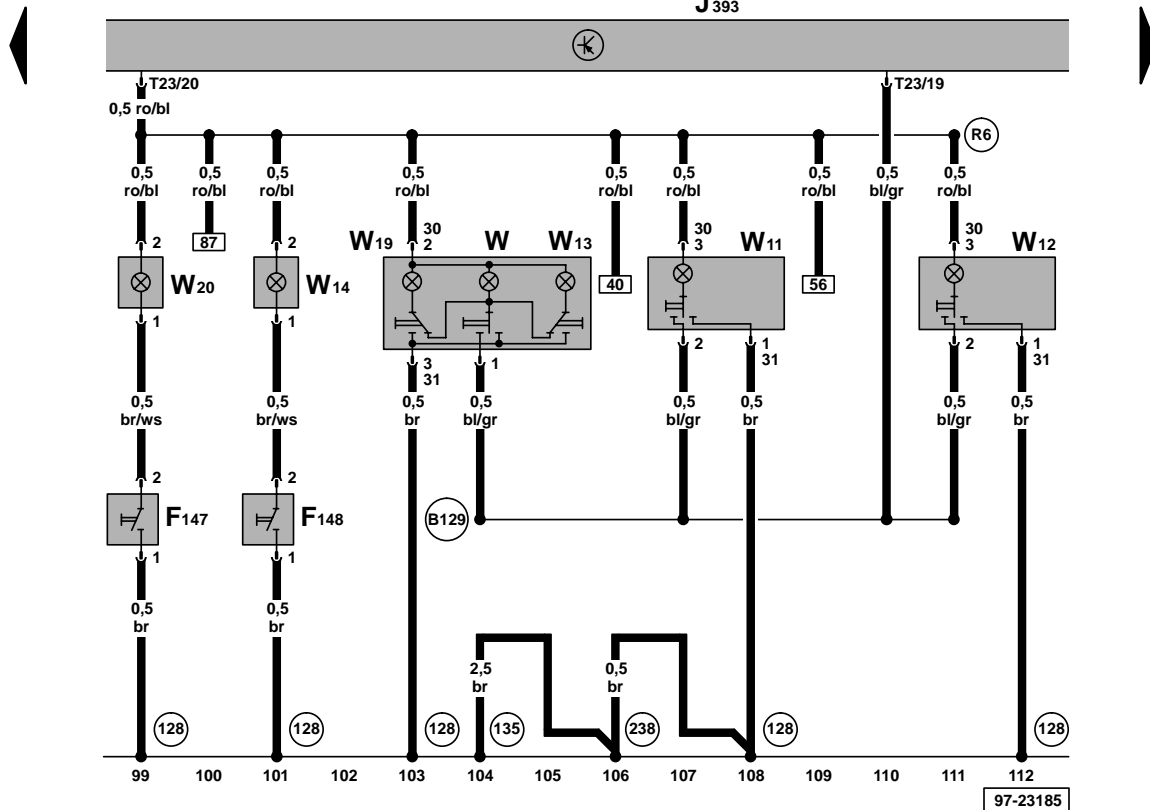 J393
T23/20
T23/19
0,5 ro/bl
R6
0,5 0,5 0,5 0,5 0,5 0,5 0,5 0,5 0,5
ro/bl ro/bl ro/bl ro/bl ro/bl ro/bl ro/bl bl/gr ro/bl
30 30 30
2 87 2 W19 2 W W13 3 W11 3 W12
W20 W14 40 56
1 1 2 1 2 1
3 1 31 31
31
0,5 0,5 0,5 0,5 0,5 0,5 0,5 0,5
br/ws br/ws br bl/gr bl/gr br bl/gr br
2 2
F147 F148 B129
1 1
0,5 0,5
br br
2,5 0,5
br br
128 128 128 135 238 128 128
99 100 101 102 103 104 105 106 107 108 109 110 111 112
97-23185